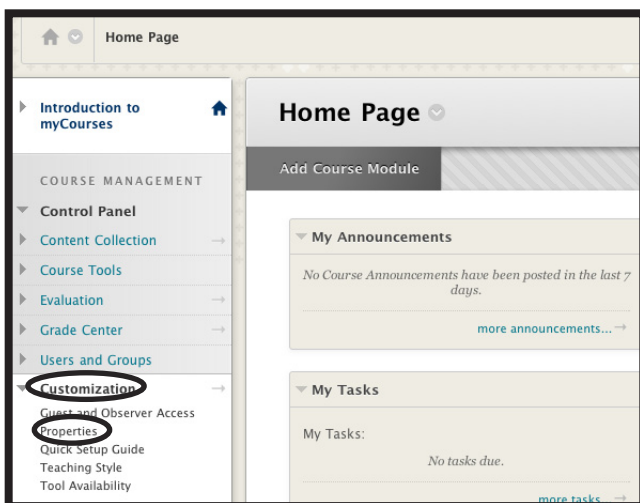 Home Page
Introduction to
myCourses
COURSE MANAGEMENT
Control Panel
Content Collection
Course Tools
Evaluation
Grade Center
Users and Groups
Customization
Guest and Observer Access
Properties
Quick Setup Guide
Teaching Style
Tool Availability
Home Page
Add Course Module
My Announcements
No Course Announcements have been posted in the last 7
days.
more announcements...
My Tasks
My Tasks:
No tasks due.
more tasks...